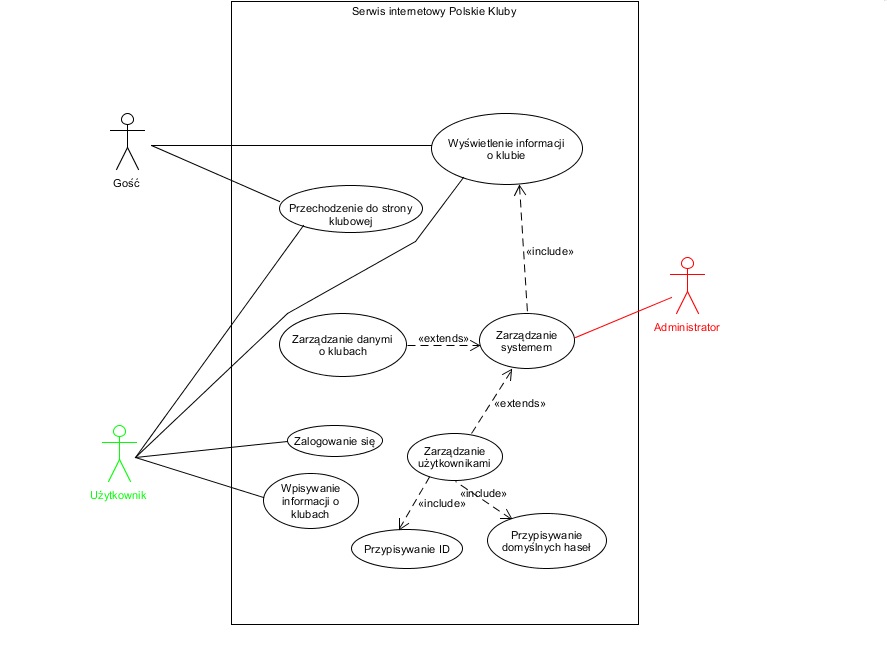 Serwis internetowy Polskie Kluby
Wyświetlenie informacji
o klubie
Gość
Przechodzenie do strony
klubowej
«include»
Administrator
Zarządzanie danymi
o klubach
«extends»
Zarządzanie
systemem
«extends»
Zalogowanie się
Zarządzanie
użytkownikami
Użytkownik
Wpisywanie
informacji o
klubach
«include»
«include»
Przypisywanie ID
Przypisywanie
domyślnych haseł